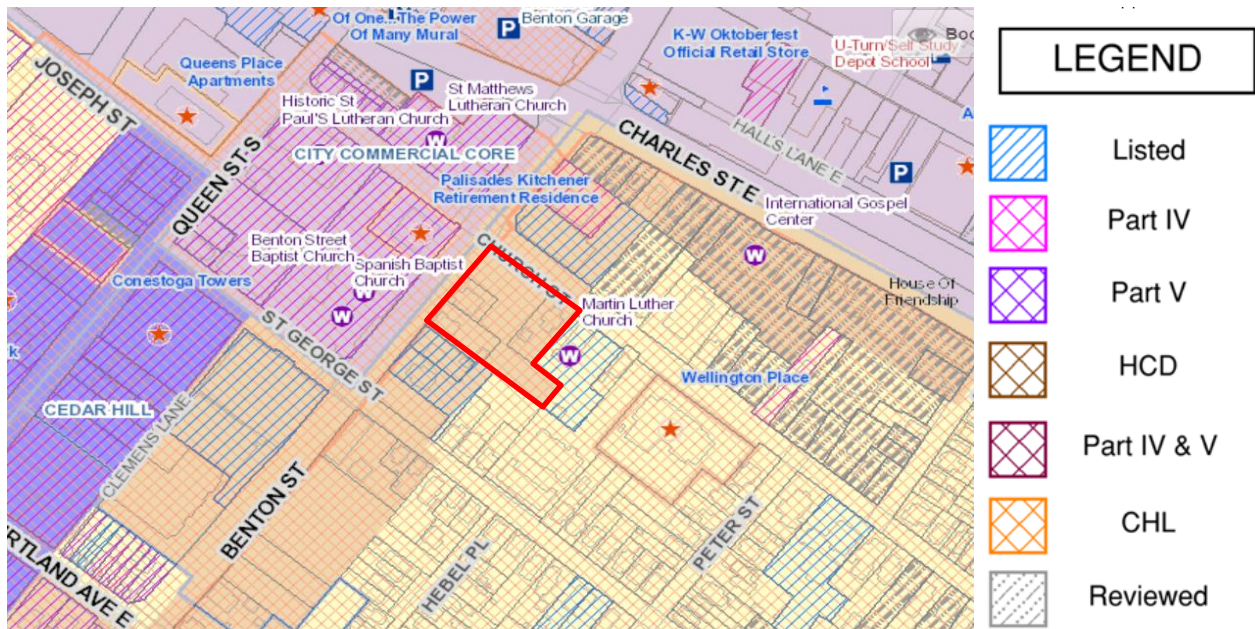 Of One...The Power
Of Many Mural
Benton Garage
K-W Oktoberfest
Official Retail Store
U-Turn/Self Study
Depot School
Boo
JOSEPH ST
Queens Place
Apartments
Historic St
Paul'S Lutheran Church
St Matthews
Lutheran Church
CHARLES ST E
HALLS LANE E
A
CITY COMMERCIAL CORE
QUEEN ST S
Palisades Kitchener
Retirement Residence
International Gospel
Center
Benton Street
Baptist Church
Spanish Baptist
Church
CHURCH ST
Conestoga Towers
House Of
Friendship
Martin Luther
Church
ST GEORGE ST
k
Wellington Place
CEDAR HILL
CLEMENS LANE
BENTON ST
PETER ST
HEBEL PL
RTLAND AVE E
P
P
P
W
W
W
W
W
LEGEND
Listed
Part IV
Part V
HCD
Part IV & V
CHL
Reviewed